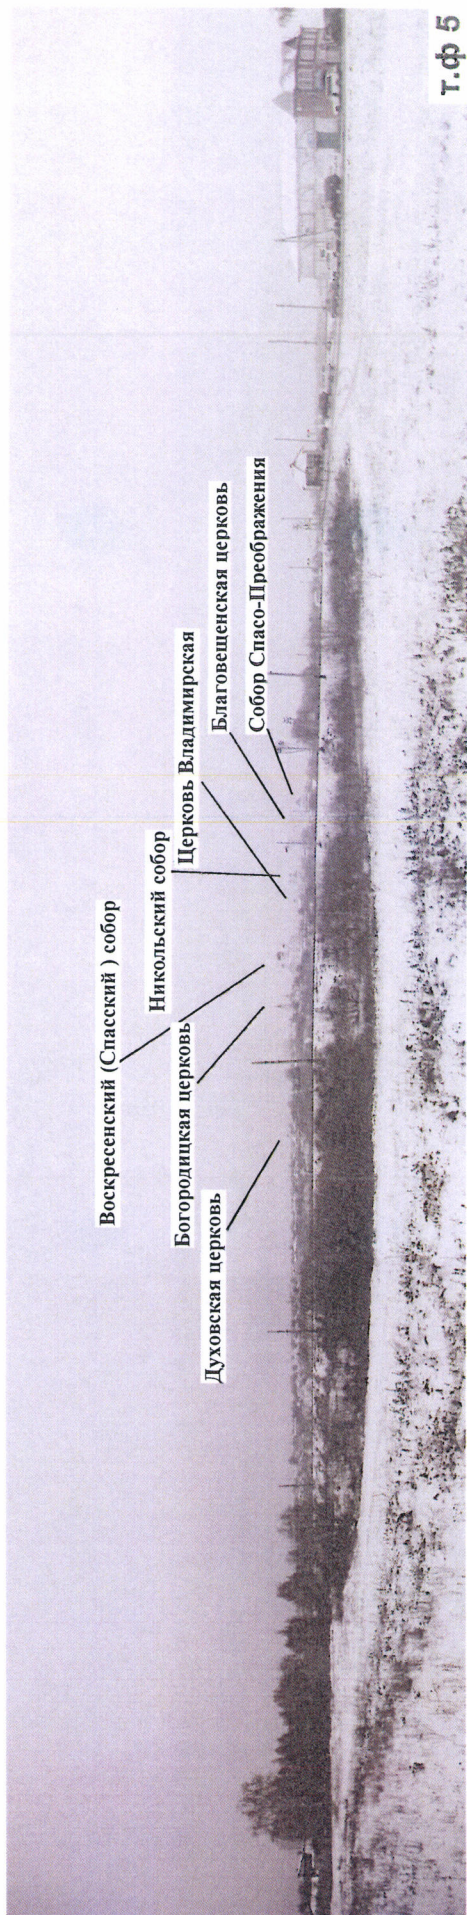 Воскресенский (Спасский ) собор
Никольский собор
Церковь Владимирская
Богородицкая церковь
Благовещенская церковь
Духовская церковь
Собор Спасо-Преображения
т.ф 5